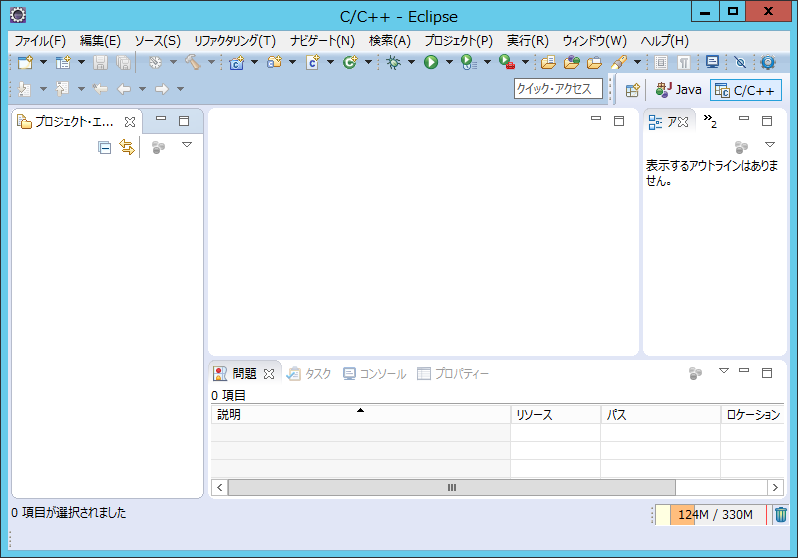 C/C++ - Eclipse
ファイル(F) 編集(E) ソース(S) リファクタリング(T) ナビゲート(N) 検索(A) プロジェクト(P) 実行(R) ウィンドウ(W) ヘルプ(H)
クイック・アクセス Java C/C++
プロジェクト・エ...
ア
»2
表示するアウトラインはありま
せん。
問題 タスク コンソール プロパティー
0 項目
説明 リソース パス ロケーション
0 項目が選択されました
124M / 330M